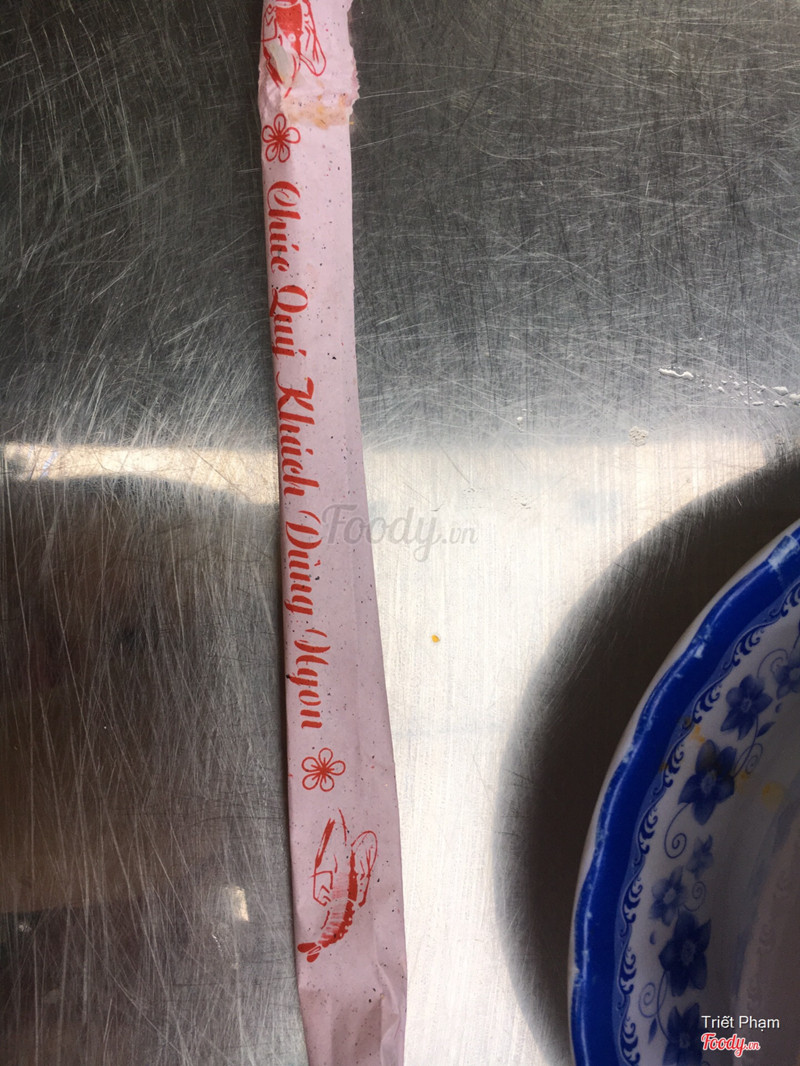 Chúc Quý Khách Dùng Ngon
Foody.vn
Triết Phạm
Foody.vn